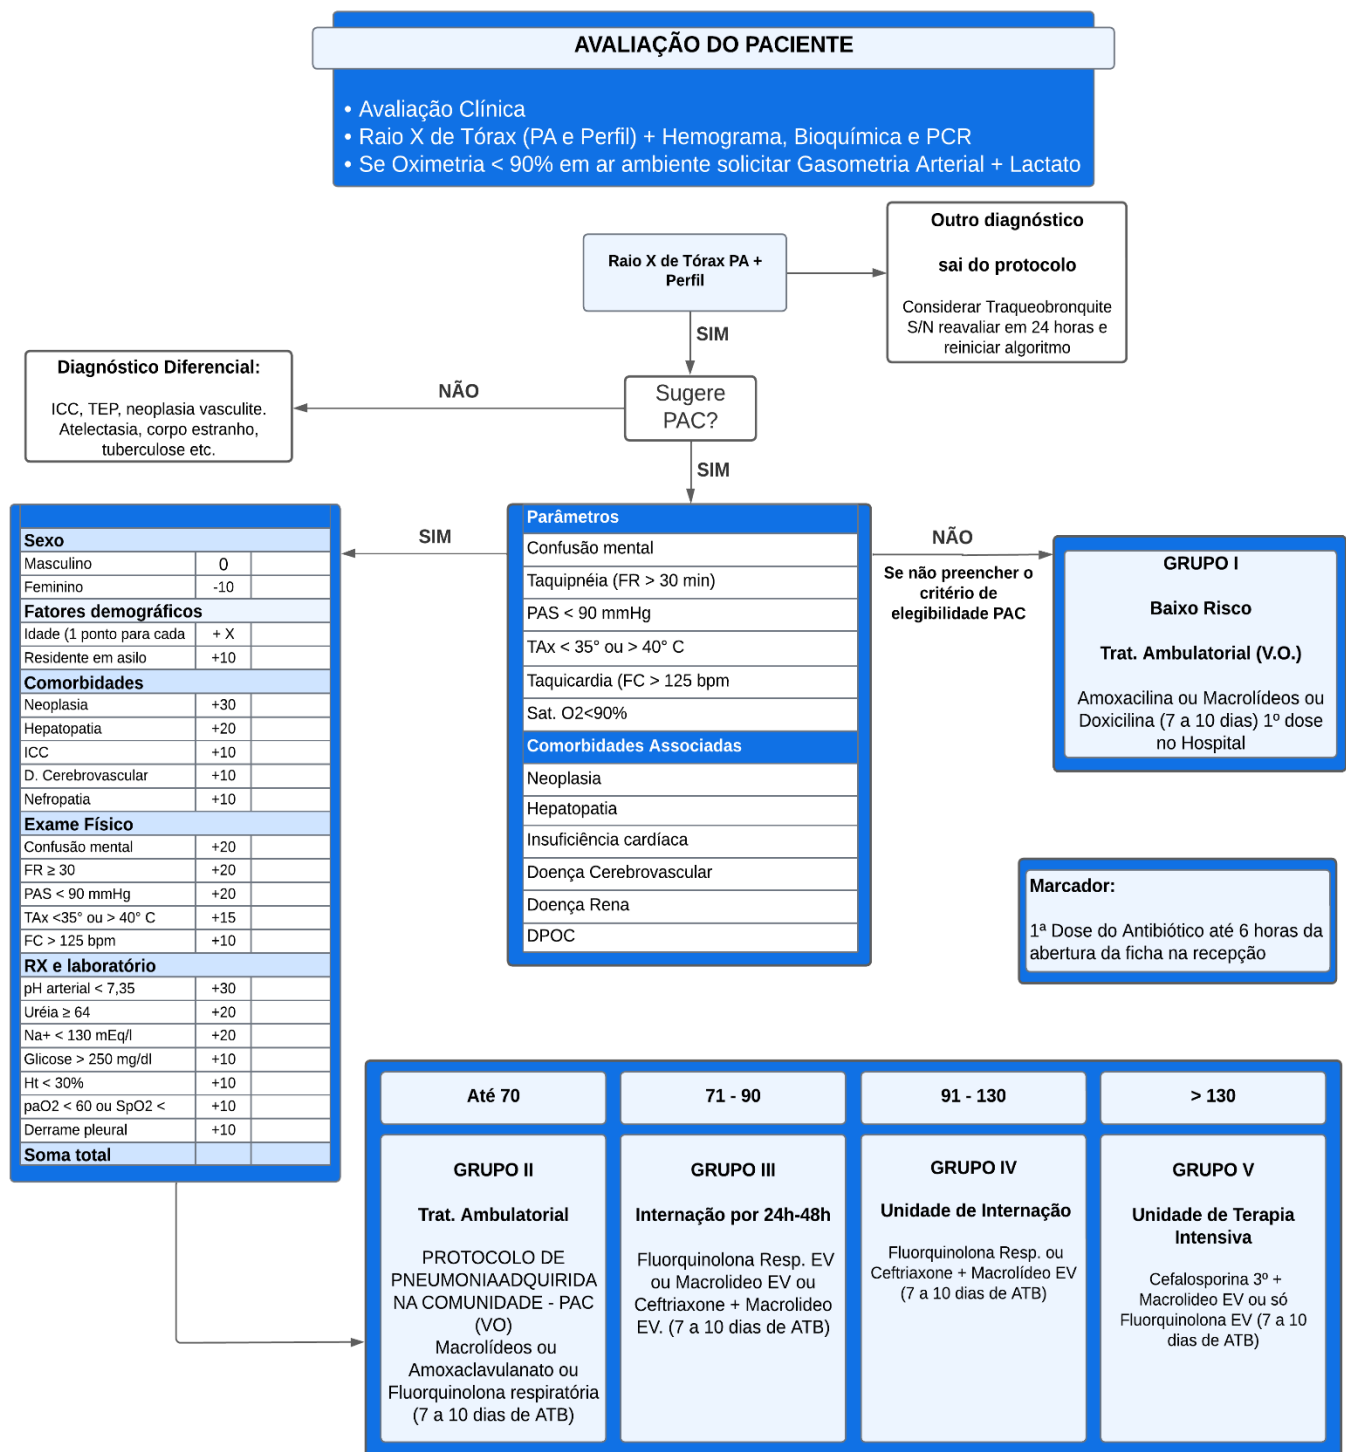 AVALIAÇÃO DO PACIENTE
• Avaliação Clínica
• Raio X de Tórax (PA e Perfil) + Hemograma, Bioquímica e PCR
• Se Oximetria < 90% em ar ambiente solicitar Gasometria Arterial + Lactato
Raio X de Tórax PA +
Perfil
Outro diagnóstico
sai do protocolo
Considerar Traqueobronquite
S/N reavaliar em 24 horas e
reiniciar algoritmo
SIM
Sugere
PAC?
NÃO
Diagnóstico Diferencial:
ICC, TEP, neoplasia vasculite.
Atelectasia, corpo estranho,
tuberculose etc.
SIM
Parâmetros
Confusão mental
Taquipnéia (FR > 30 min)
PAS < 90 mmHg
TAx < 35° ou > 40° C
Taquicardia (FC > 125 bpm
Sat. O2<90%
Comorbidades Associadas
Neoplasia
Hepatopatia
Insuficiência cardíaca
Doença Cerebrovascular
Doença Rena
DPOC
NÃO
Se não preencher o
critério de
elegibilidade PAC
GRUPO I
Baixo Risco
Trat. Ambulatorial (V.O.)
Amoxacilina ou Macrolídeos ou
Doxicilina (7 a 10 dias) 1º dose
no Hospital
Marcador:
1ª Dose do Antibiótico até 6 horas da
abertura da ficha na recepção
SIM
Sexo
Masculino 0
Feminino -10
Fatores demográficos
Idade (1 ponto para cada + X
Residente em asilo +10
Comorbidades
Neoplasia +30
Hepatopatia +20
ICC +10
D. Cerebrovascular +10
Nefropatia +10
Exame Físico
Confusão mental +20
FR ≥ 30 +20
PAS < 90 mmHg +20
TAx <35° ou > 40° C +15
FC > 125 bpm +10
RX e laboratório
pH arterial < 7,35 +30
Uréia ≥ 64 +20
Na+ < 130 mEq/l +20
Glicose > 250 mg/dl +10
Ht < 30% +10
paO2 < 60 ou SpO2 < +10
Derrame pleural +10
Soma total
Até 70
GRUPO II
Trat. Ambulatorial
PROTOCOLO DE
PNEUMONIAADQUIRIDA
NA COMUNIDADE - PAC
(VO)
Macrolídeos ou
Amoxaclavulanato ou
Fluorquinolona respiratória
(7 a 10 dias de ATB)
71 - 90
GRUPO III
Internação por 24h-48h
Fluorquinolona Resp. EV
ou Macrolideo EV ou
Ceftriaxone + Macrolideo
EV. (7 a 10 dias de ATB)
91 - 130
GRUPO IV
Unidade de Internação
Fluorquinolona Resp. ou
Ceftriaxone + Macrolídeo EV
(7 a 10 dias de ATB)
> 130
GRUPO V
Unidade de Terapia
Intensiva
Cefalosporina 3º +
Macrolideo EV ou só
Fluorquinolona EV (7 a 10
dias de ATB)